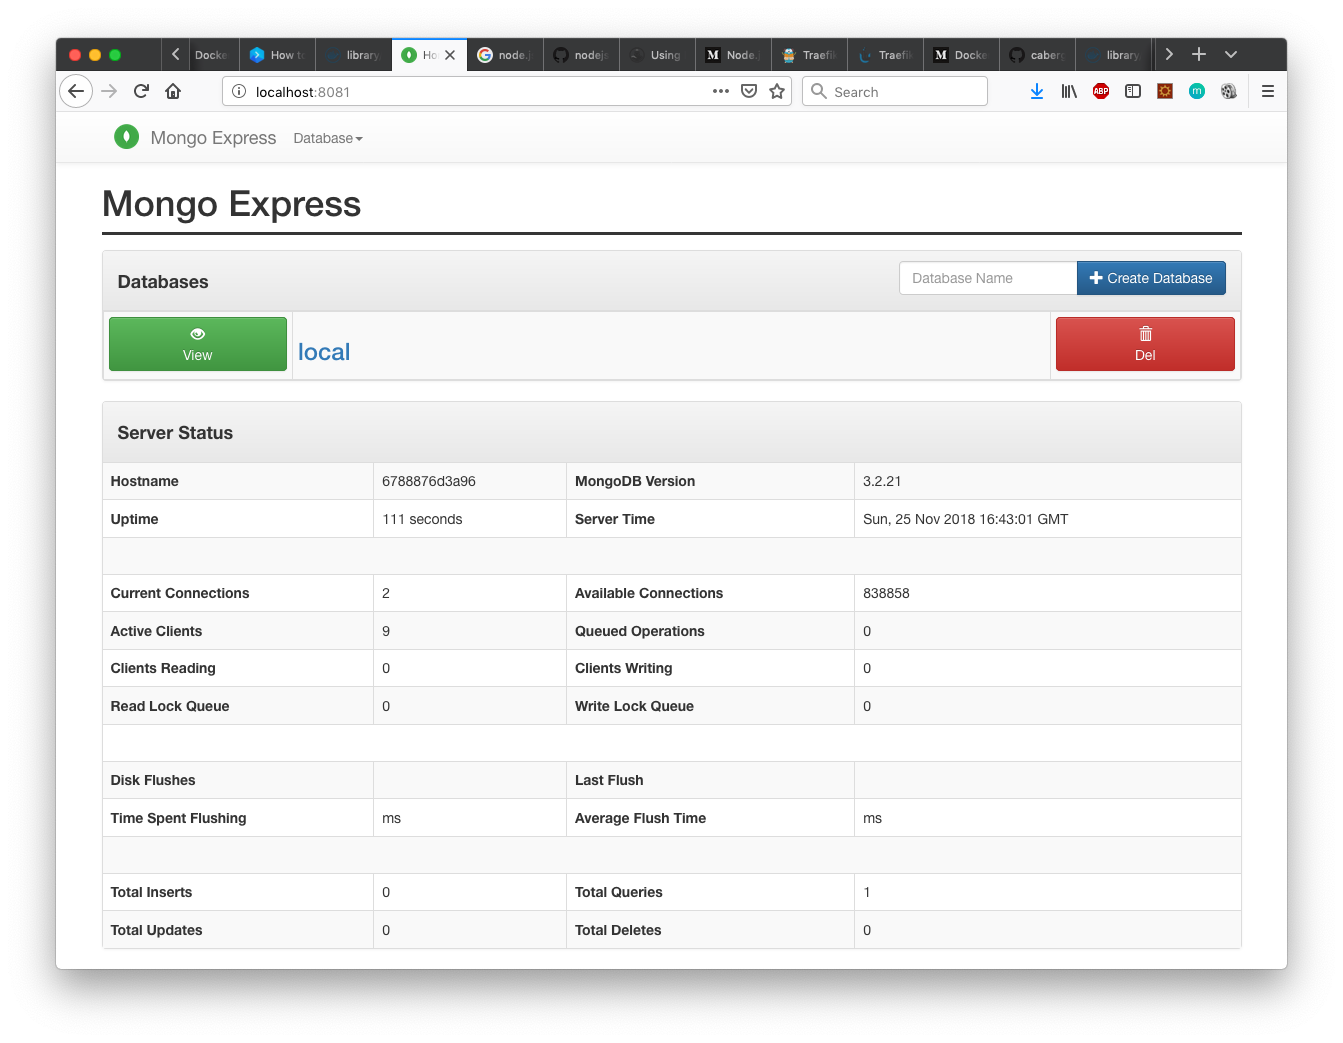 Docke How t library Ho node.j nodejs Using Node.j Traefik Traefik Docke caberg library,
localhost:8081 Search ABP m
Mongo Express Database
Mongo Express
Databases Database Name Create Database
View local Del
Server Status
Hostname 6788876d3a96 MongoDB Version 3.2.21
Uptime 111 seconds Server Time Sun, 25 Nov 2018 16:43:01 GMT
Current Connections 2 Available Connections 838858
Active Clients 9 Queued Operations 0
Clients Reading 0 Clients Writing 0
Read Lock Queue 0 Write Lock Queue 0
Disk Flushes Last Flush
Time Spent Flushing ms Average Flush Time ms
Total Inserts 0 Total Queries 1
Total Updates 0 Total Deletes 0